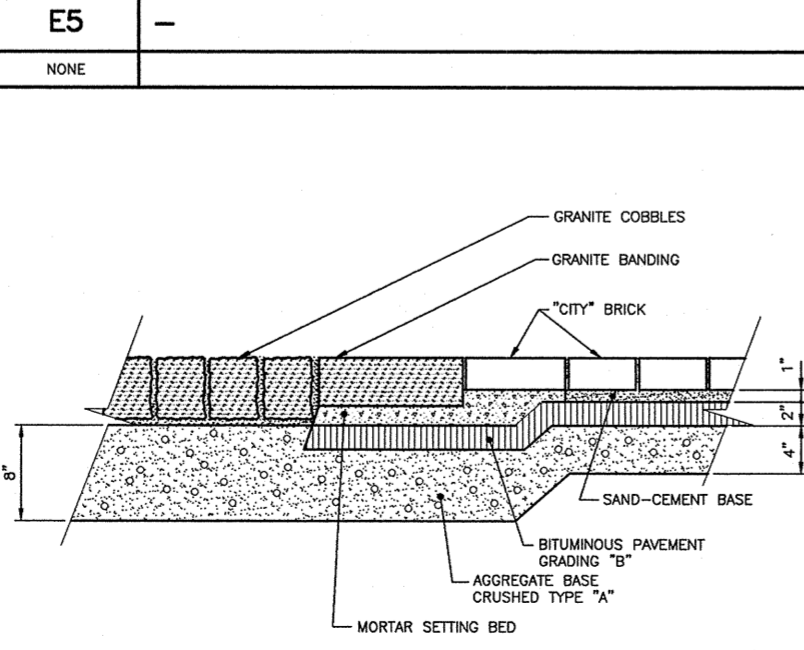 E5
–
NONE
GRANITE COBBLES
GRANITE BANDING
"CITY" BRICK
1"
2"
4"
8"
SAND-CEMENT BASE
BITUMINOUS PAVEMENT
GRADING "B"
AGGREGATE BASE
CRUSHED TYPE "A"
MORTAR SETTING BED